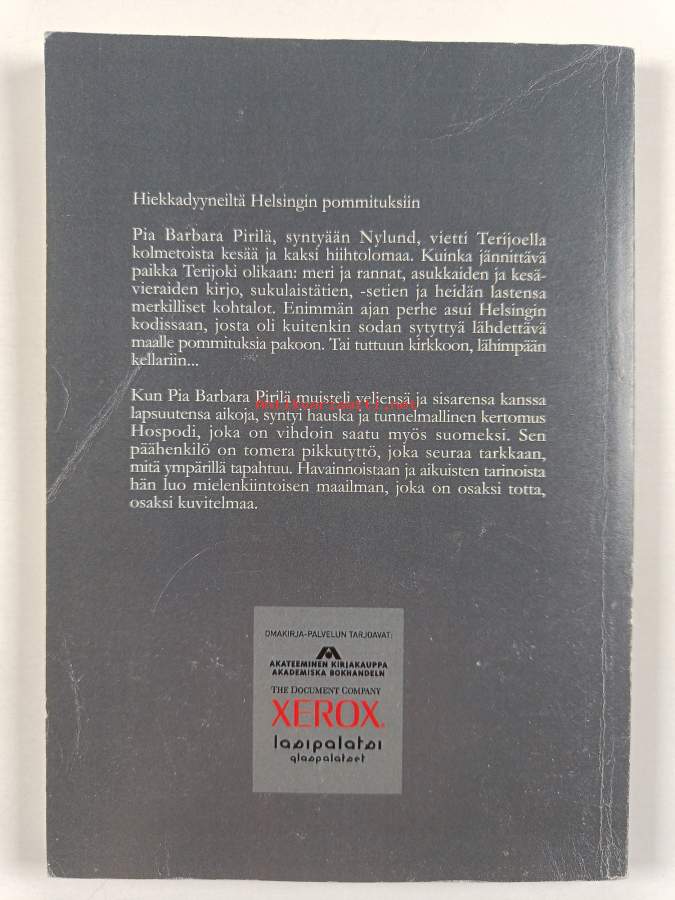 Hiekkadyyneiltä Helsingin pommituksiin
Pia Barbara Pirilä, syntyjään Nylund, vietti Terijoella
kolmetoista kesää ja kaksi hiihtolomaa. Kuinka jännittävä
paikka Terijoki olikaan: meri ja rannat, asukkaiden ja kesä-
vieraiden kirjo, sukulaistätien, -setien ja heidän lastensa
merkilliset kohtalot. Enimmän ajan perhe asui Helsingin
kodissaan, josta oli kuitenkin sodan sytyttyä lähdettävä
maalle pommituksia pakoon. Tai tuttuun kirkkoon, lähimpään
kellariin...
Kun Pia Barbara Pirilä muisteli veljensä ja sisarensa kanssa
antikvariaatti.net
lapsuutensa aikoja, syntyi hauska ja tunnelmallinen kertomus
Hospodi, joka on vihdoin saatu myös suomeksi. Sen
päähenkilö on tomera pikkutyttö, joka seuraa tarkkaan,
mitä ympärillä tapahtuu. Havainnoistaan ja aikuisten tarinoista
hän luo mielenkiintoisen maailman, joka on osaksi totta,
osaksi kuvitelmaa.
OMAKIRJA-PALVELUN TARJOAVAT:
AKATEEMINEN KIRJAKAUPPA
AKADEMISKA BOKHANDELN
THE DOCUMENT COMPANY
XEROX®
lasipalatsi
glaspalatset